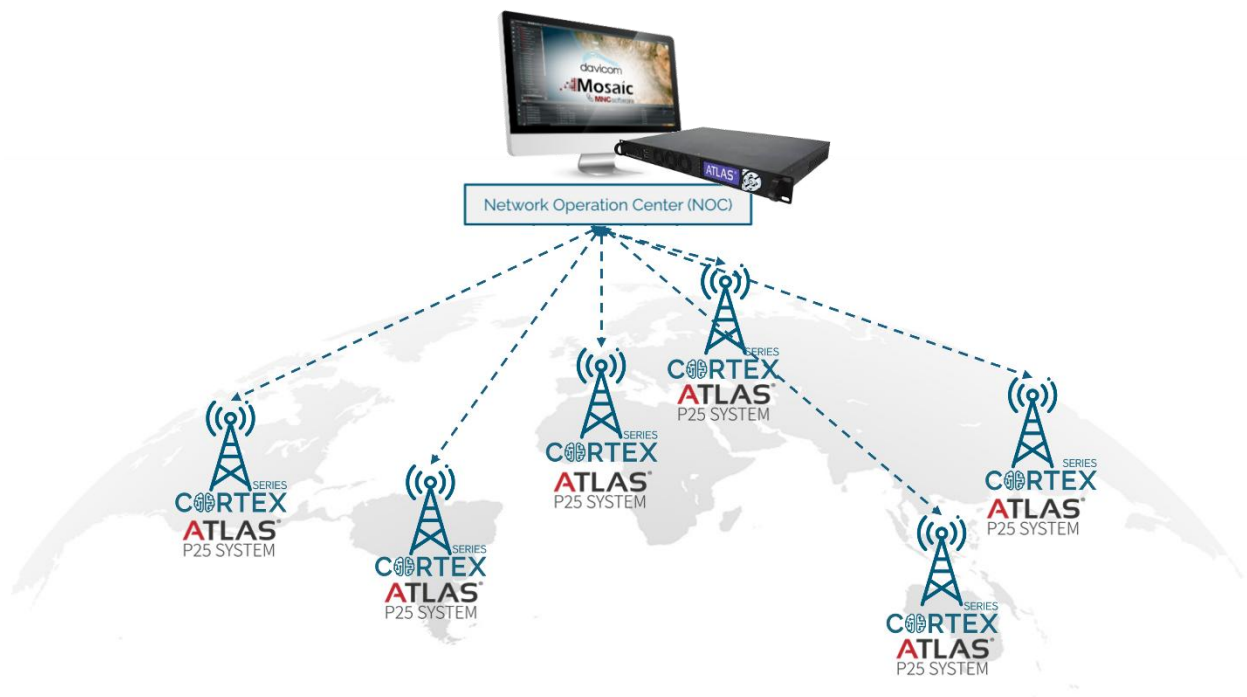 davicom
Mosaic
MNC software
ATLAS®
Network Operation Center (NOC)
SERIES
CORTEX
ATLAS®
P25 SYSTEM
SERIES
CORTEX
ATLAS®
P25 SYSTEM
SERIES
CORTEX
ATLAS®
P25 SYSTEM
SERIES
CORTEX
ATLAS®
P25 SYSTEM
SERIES
CORTEX
ATLAS®
P25 SYSTEM
SERIES
CORTEX
ATLAS®
P25 SYSTEM